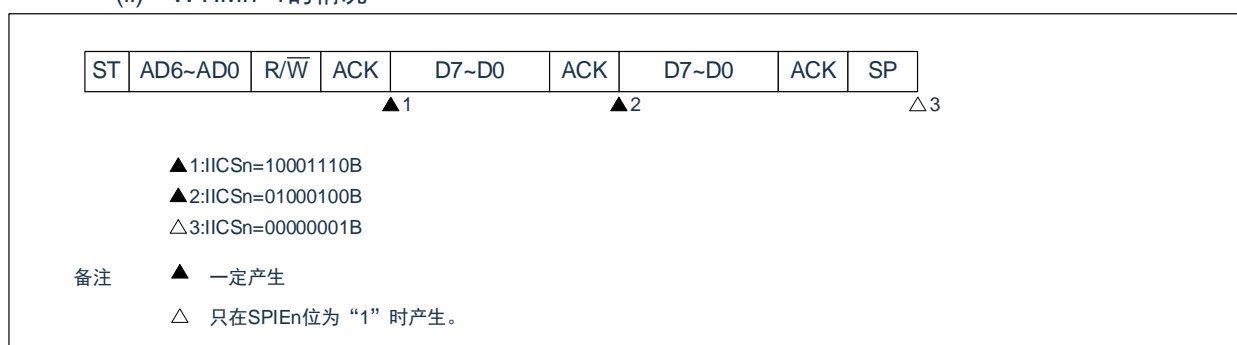 ST AD6~AD0 R/W ACK D7~D0 ACK D7~D0 ACK SP
▲1 ▲2 △3
▲1:IICSn=10001110B
▲2:IICSn=01000100B
△3:IICSn=00000001B
备注 ▲ 一定产生
△ 只在SPIEn位为“1”时产生。